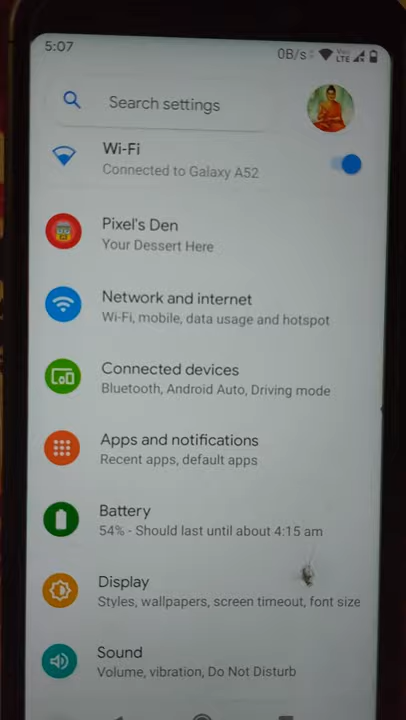 5:07
0B/s
Vo))
LTE
Search settings
Wi-Fi
Connected to Galaxy A52
Pixel's Den
Your Dessert Here
Network and internet
Wi-Fi, mobile, data usage and hotspot
Connected devices
Bluetooth, Android Auto, Driving mode
Apps and notifications
Recent apps, default apps
Battery
54% - Should last until about 4:15 am
Display
Styles, wallpapers, screen timeout, font size
Sound
Volume, vibration, Do Not Disturb